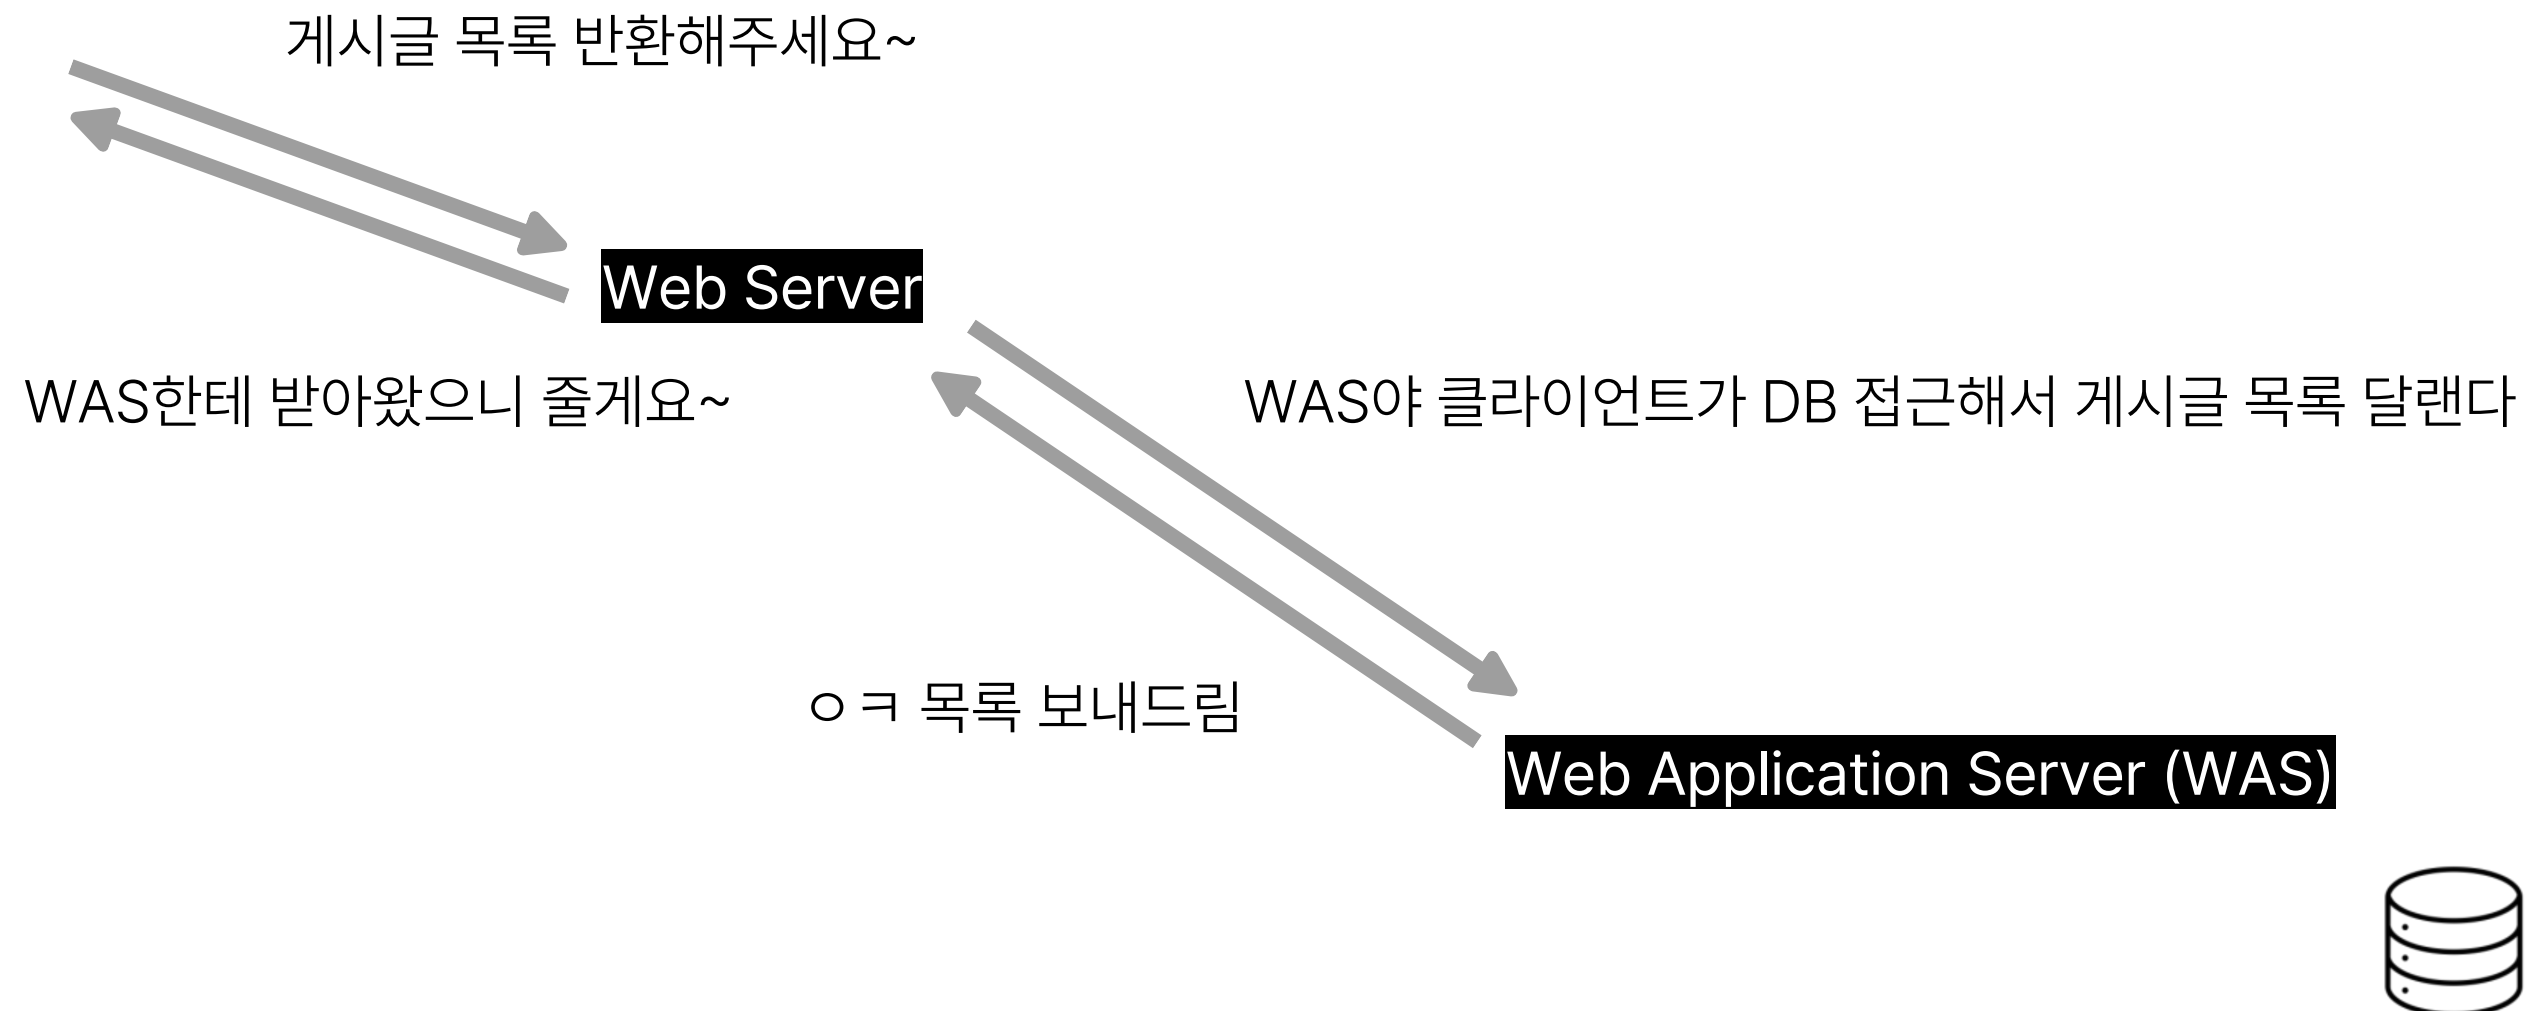 게시글 목록 반환해주세요~
Web Server
WAS한테 받아왔으니 줄게요~
WAS야 클라이언트가 DB 접근해서 게시글 목록 달랜다
ㅇㅋ 목록 보내드림
Web Application Server (WAS)